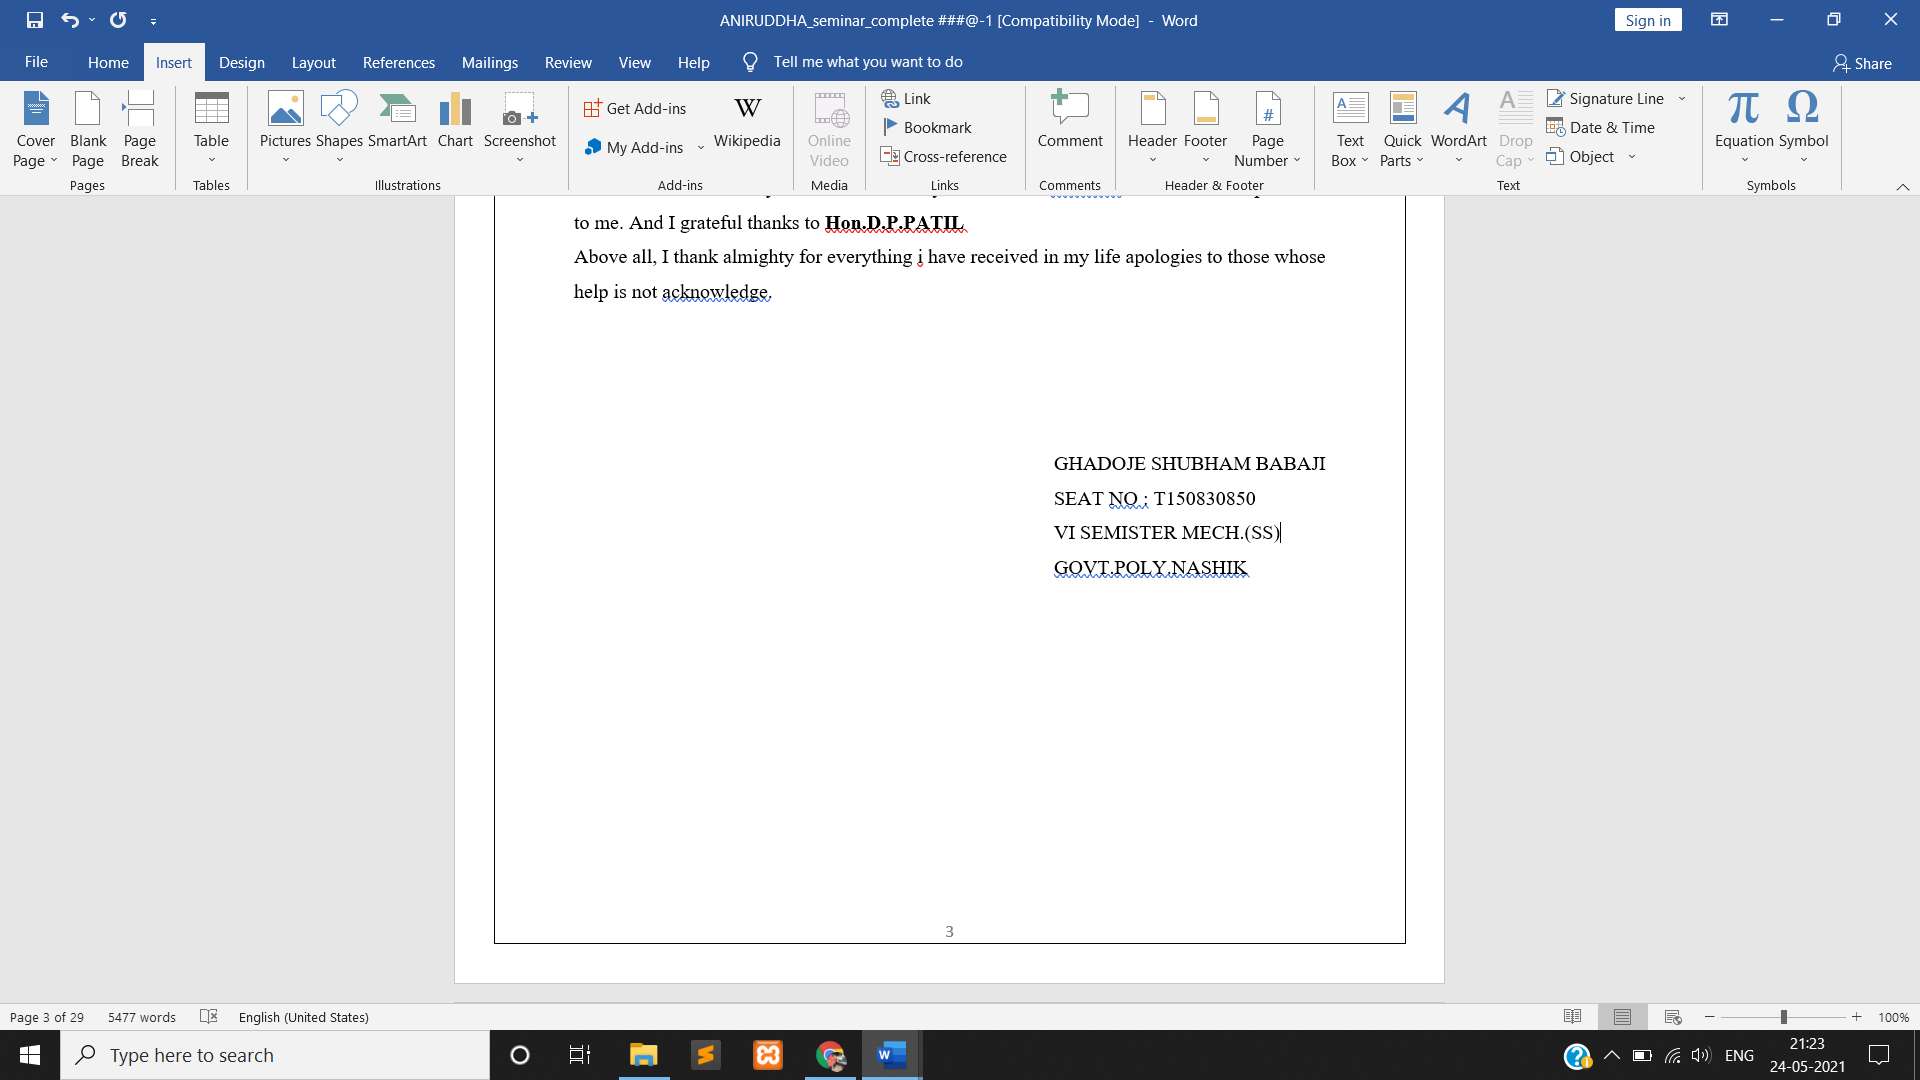 ANIRUDDHA_seminar_complete ###@-1 [Compatibility Mode] - Word
Sign in
File Home Insert Design Layout References Mailings Review View Help Tell me what you want to do
Share
Cover Page
Blank Page
Page Break
Pages
Table
Tables
Pictures
Shapes
SmartArt
Chart
Screenshot
Illustrations
Get Add-ins
My Add-ins
Wikipedia
Add-ins
Online Video
Media
Link
Bookmark
Cross-reference
Links
Comment
Comments
Header
Footer
Page Number
Header & Footer
Text Box
Quick Parts
WordArt
Drop Cap
Signature Line
Date & Time
Object
Text
Equation
Symbol
Symbols
to me. And I grateful thanks to Hon.D.P.PATIL
Above all, I thank almighty for everything i have received in my life apologies to those whose
help is not acknowledge.
GHADOJE SHUBHAM BABAJI
SEAT NO : T150830850
VI SEMISTER MECH.(SS)
GOVT.POLY.NASHIK
3
Page 3 of 29 5477 words English (United States)
100%
Type here to search
ENG
21:23
24-05-2021